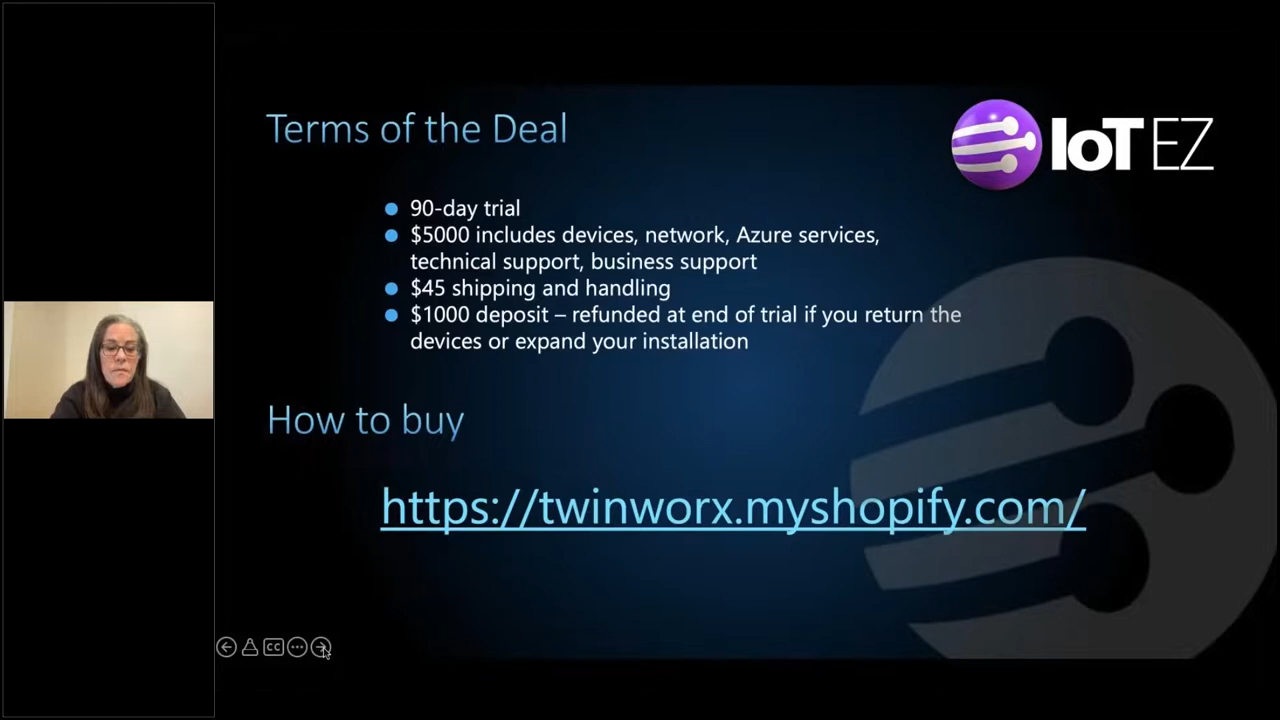 Terms of the Deal
IoT EZ
90-day trial
$5000 includes devices, network, Azure services,
technical support, business support
$45 shipping and handling
$1000 deposit – refunded at end of trial if you return the
devices or expand your installation
How to buy
https://twinworx.myshopify.com/
CC